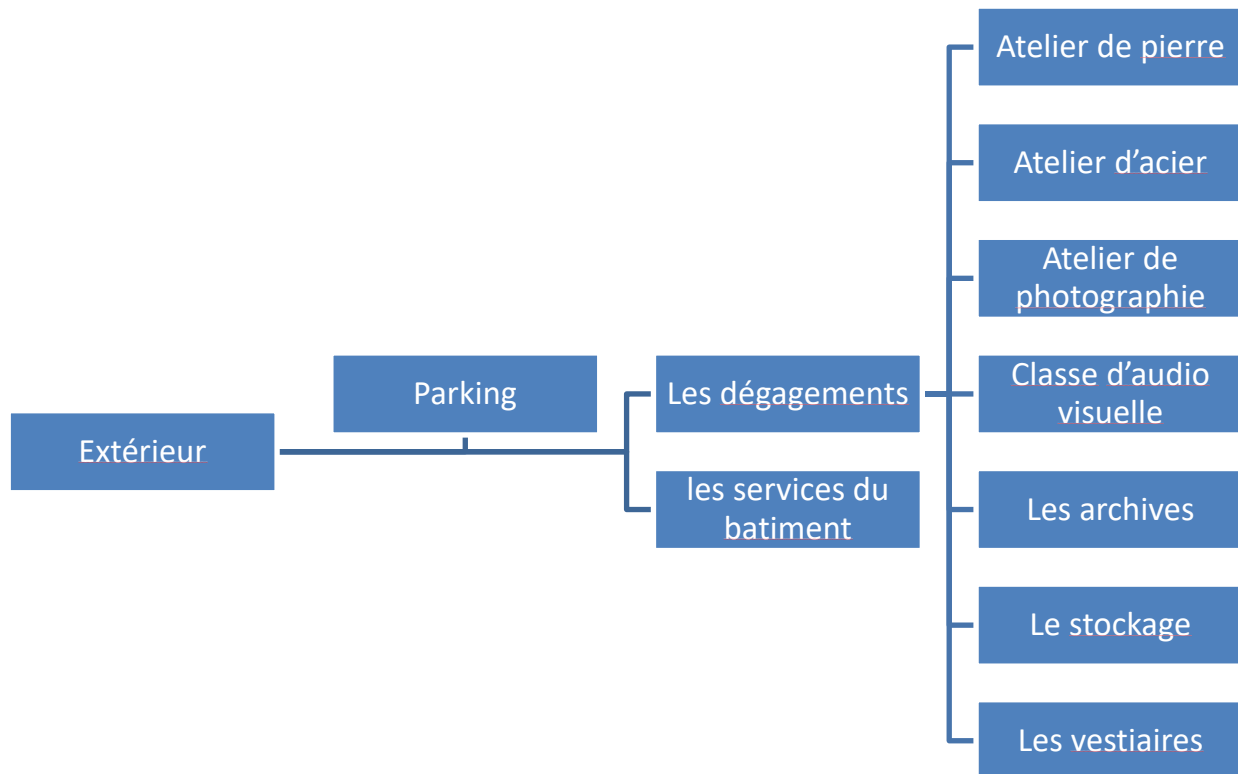 Extérieur
Parking
Les dégagements
les services du
batiment
Atelier de pierre
Atelier d’acier
Atelier de
photographie
Classe d’audio
visuelle
Les archives
Le stockage
Les vestiaires